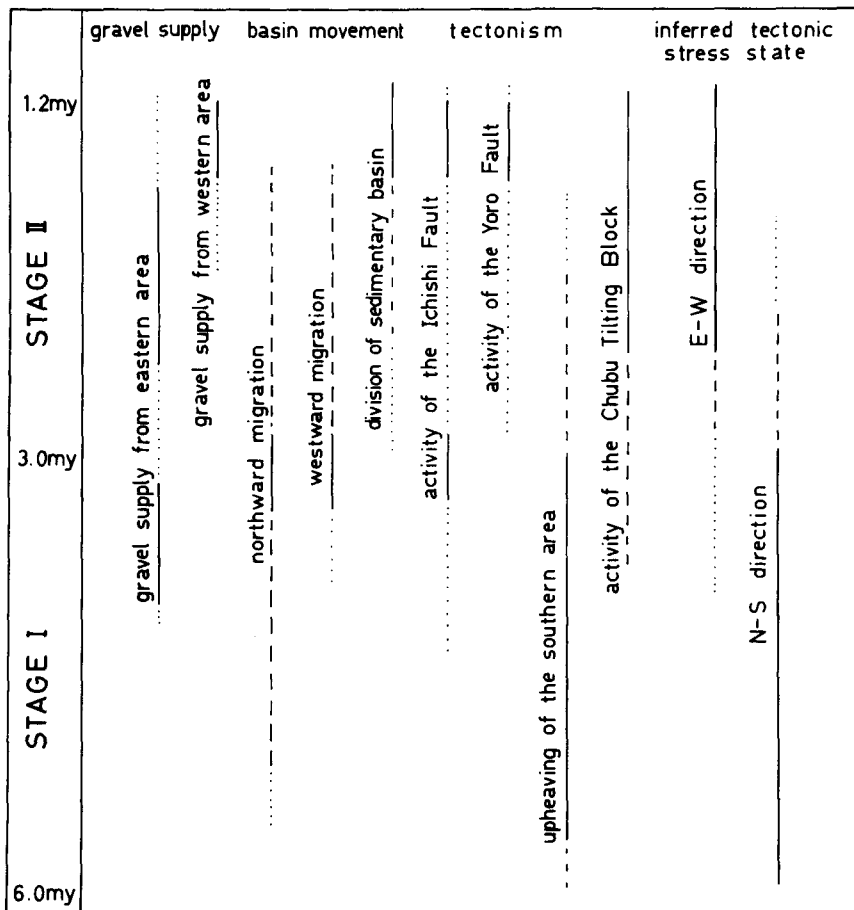 gravel supply
basin movement
tectonism
inferred tectonic
stress state
1.2my
STAGE II
3.0my
STAGE I
6.0my
gravel supply from eastern area
gravel supply from western area
northward migration
westward migration
division of sedimentary basin
activity of the Ichishi Fault
activity of the Yoro Fault
upheaving of the southern area
activity of the Chubu Tilting Block
E-W direction
N-S direction